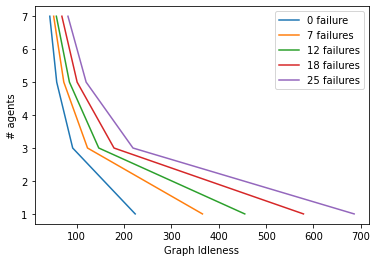 0 failure
7 failures
12 failures
18 failures
25 failures
7
6
5
4
3
2
1
# agents
100 200 300 400 500 600 700
Graph Idleness